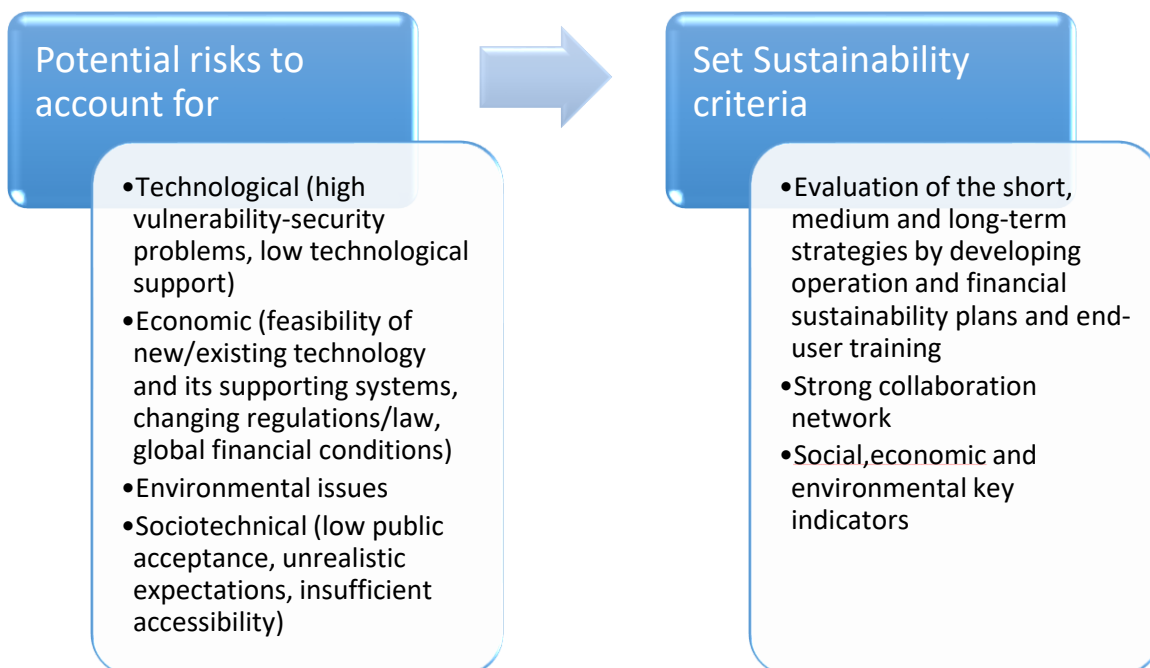 Potential risks to
account for
•Technological (high
vulnerability-security
problems, low technological
support)
•Economic (feasibility of
new/existing technology
and its supporting systems,
changing regulations/law,
global financial conditions)
•Environmental issues
•Sociotechnical (low public
acceptance, unrealistic
expectations, insufficient
accessibility)
Set Sustainability
criteria
•Evaluation of the short,
medium and long-term
strategies by developing
operation and financial
sustainability plans and end-
user training
•Strong collaboration
network
•Social,economic and
environmental key
indicators